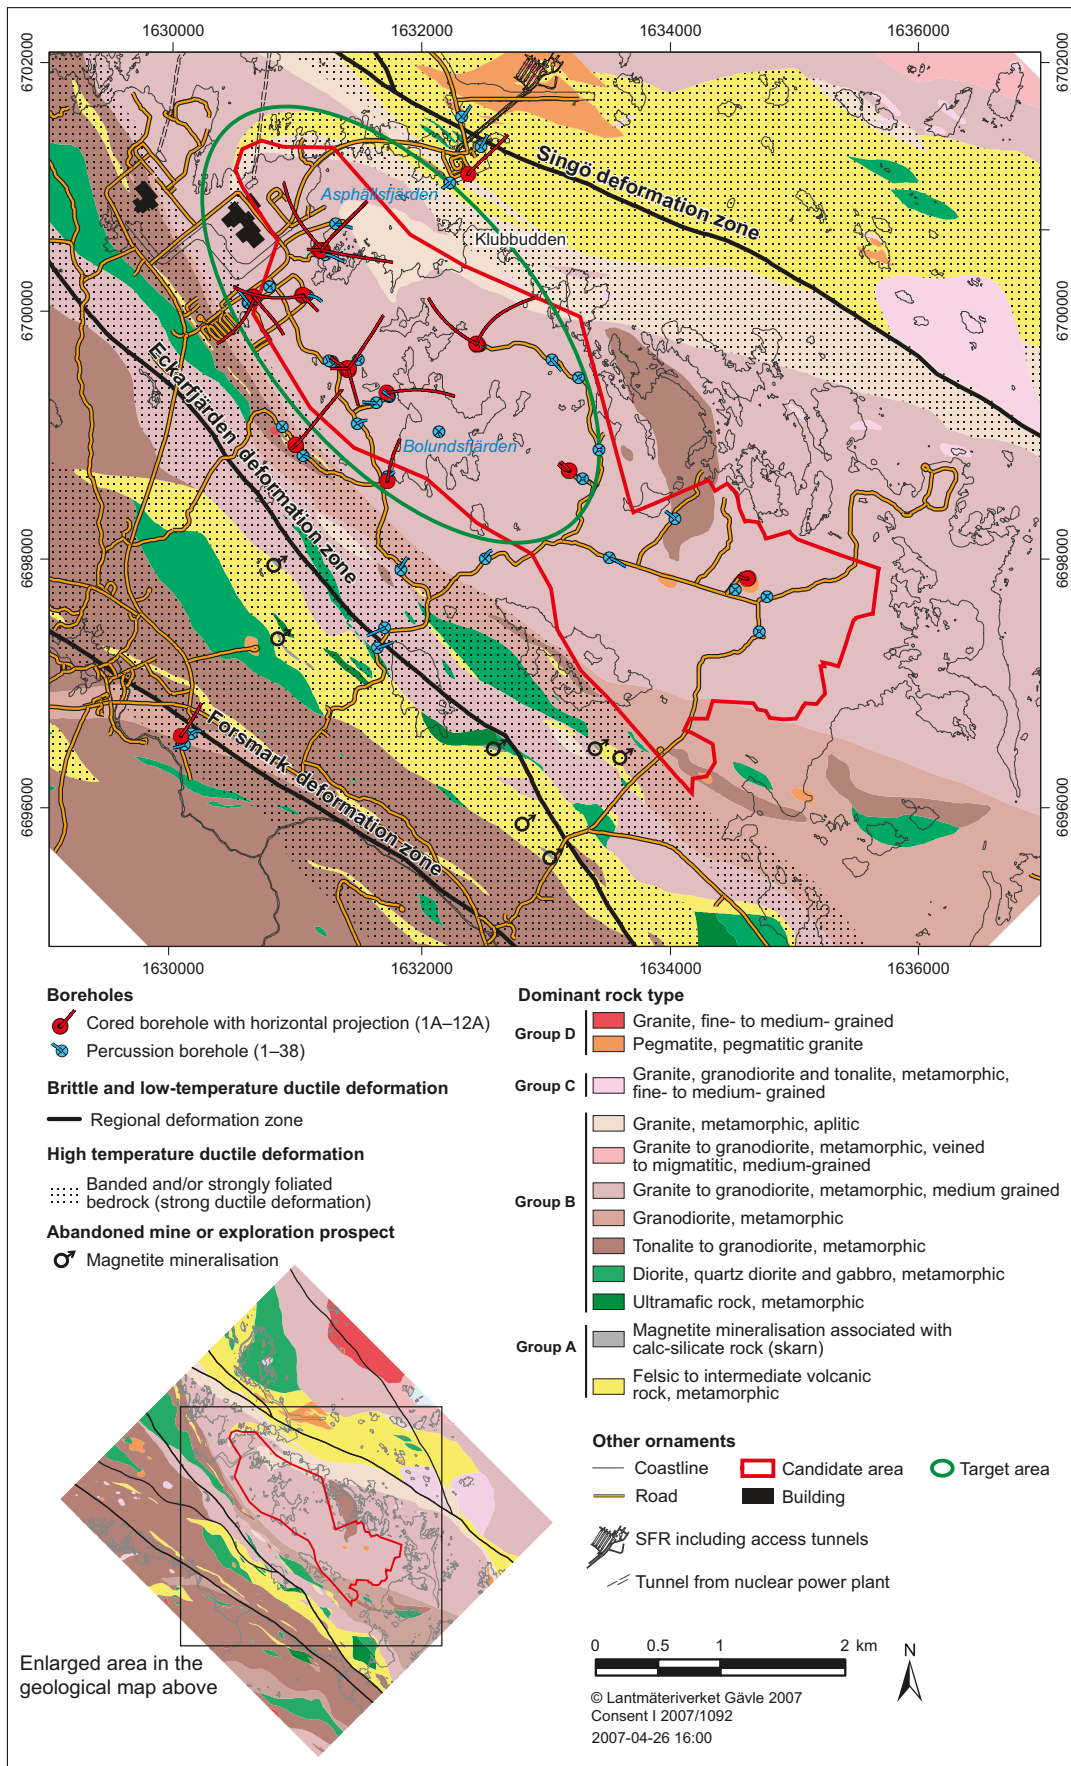 1630000 1632000 1634000 1636000
6702000 6702000
Singö deformation zone
Asphällsfjärden
Klubbudden
6700000 6700000
Eckarfjärden deformation zone
Bolundsfjärden
6698000 6698000
Forsmark deformation zone
6696000 6696000
1630000 1632000 1634000 1636000
Boreholes
Cored borehole with horizontal projection (1A–12A)
Percussion borehole (1–38)
Brittle and low-temperature ductile deformation
Regional deformation zone
High temperature ductile deformation
Banded and/or strongly foliated
bedrock (strong ductile deformation)
Abandoned mine or exploration prospect
Magnetite mineralisation
Dominant rock type
Group D
Granite, fine- to medium- grained
Pegmatite, pegmatitic granite
Group C
Granite, granodiorite and tonalite, metamorphic,
fine- to medium- grained
Group B
Granite, metamorphic, aplitic
Granite to granodiorite, metamorphic, veined
to migmatitic, medium-grained
Granite to granodiorite, metamorphic, medium grained
Granodiorite, metamorphic
Tonalite to granodiorite, metamorphic
Diorite, quartz diorite and gabbro, metamorphic
Ultramafic rock, metamorphic
Group A
Magnetite mineralisation associated with
calc-silicate rock (skarn)
Felsic to intermediate volcanic
rock, metamorphic
Other ornaments
Coastline
Candidate area
Target area
Road
Building
SFR including access tunnels
Tunnel from nuclear power plant
Enlarged area in the
geological map above
0 0.5 1 2 km
N
© Lantmäteriverket Gävle 2007
Consent I 2007/1092
2007-04-26 16:00